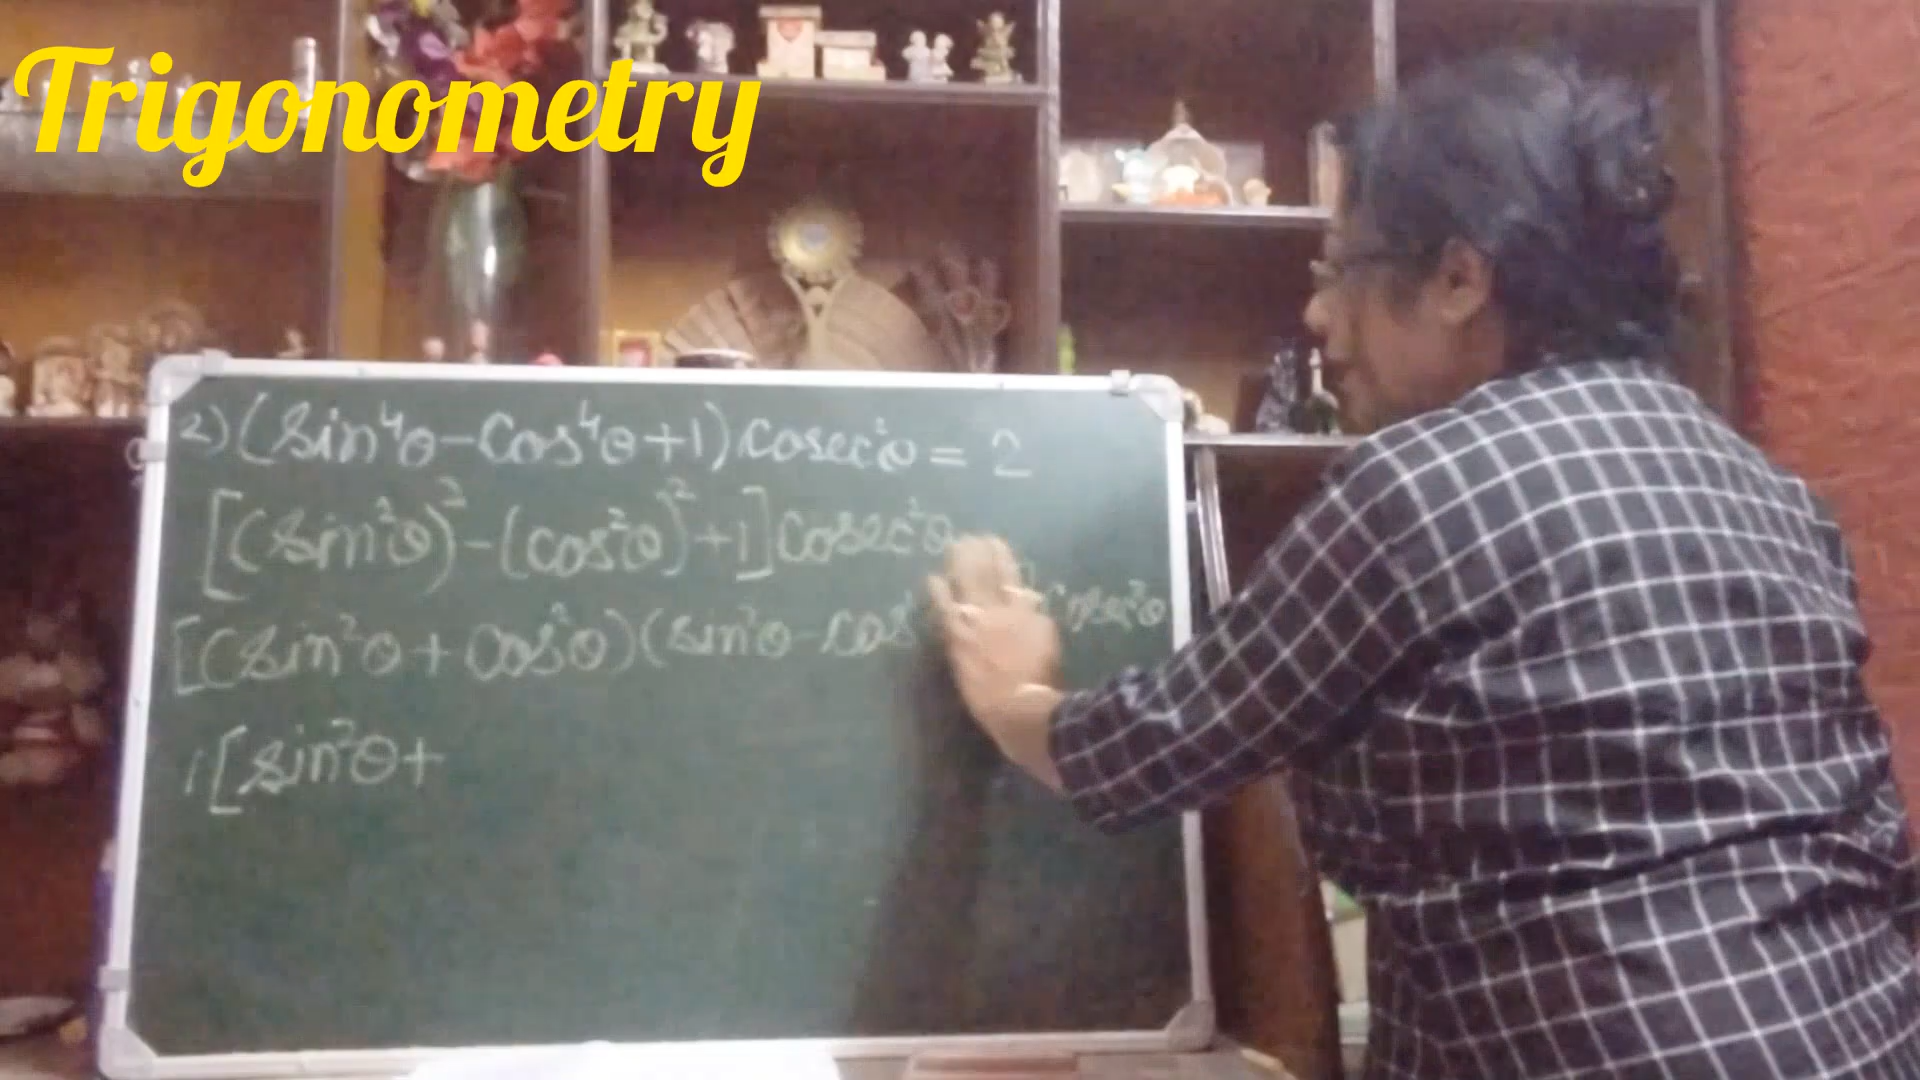 Trigonometry
2) (sin⁴θ-cos⁴θ+1) cosec²θ = 2
[(sin²θ)²-(cos²θ)²+1] cosec²θ
[(sin²θ+cos²θ)(sin²θ-cos cosec²θ
1[sin²θ+